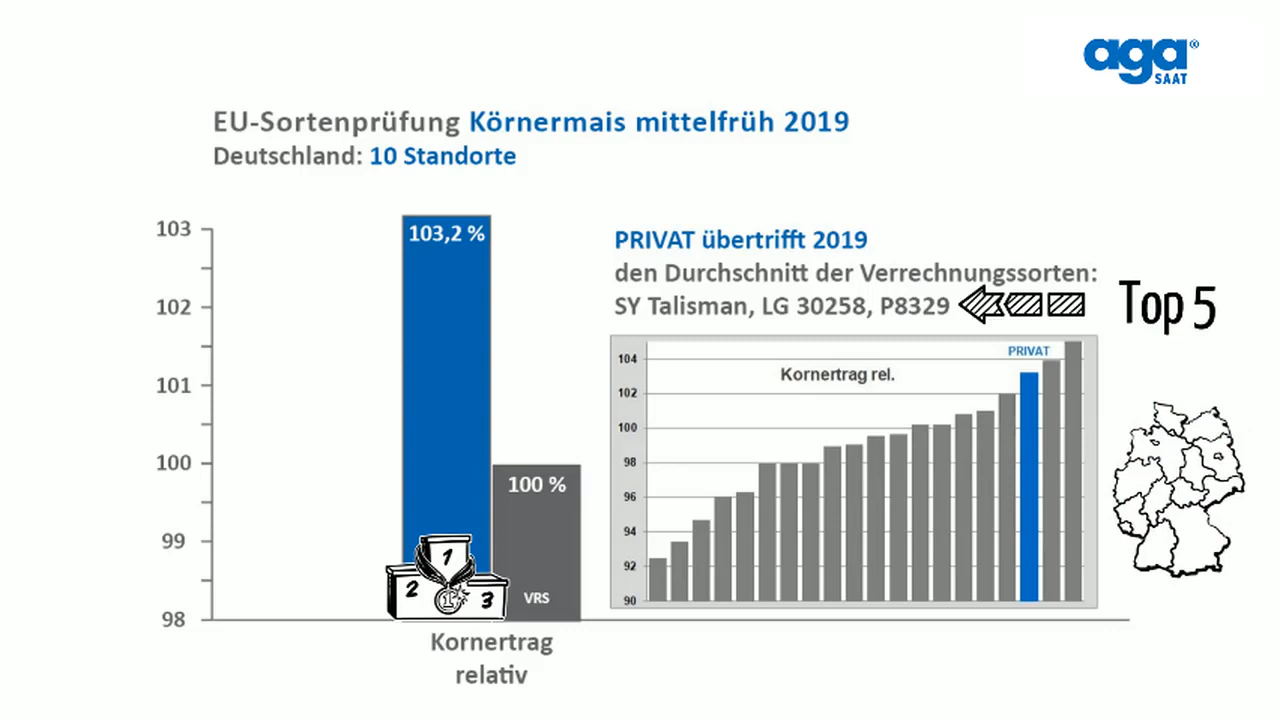 aga®
SAAT
EU-Sortenprüfung Körnermais mittelfrüh 2019
Deutschland: 10 Standorte
103
102
101
100
99
98
103,2 %
100 %
VRS
1
2
3
1
Kornertrag
relativ
PRIVAT übertrifft 2019
den Durchschnitt der Verrechnungssorten:
SY Talisman, LG 30258, P8329
Top 5
PRIVAT
Kornertrag rel.
104
102
100
98
96
94
92
90